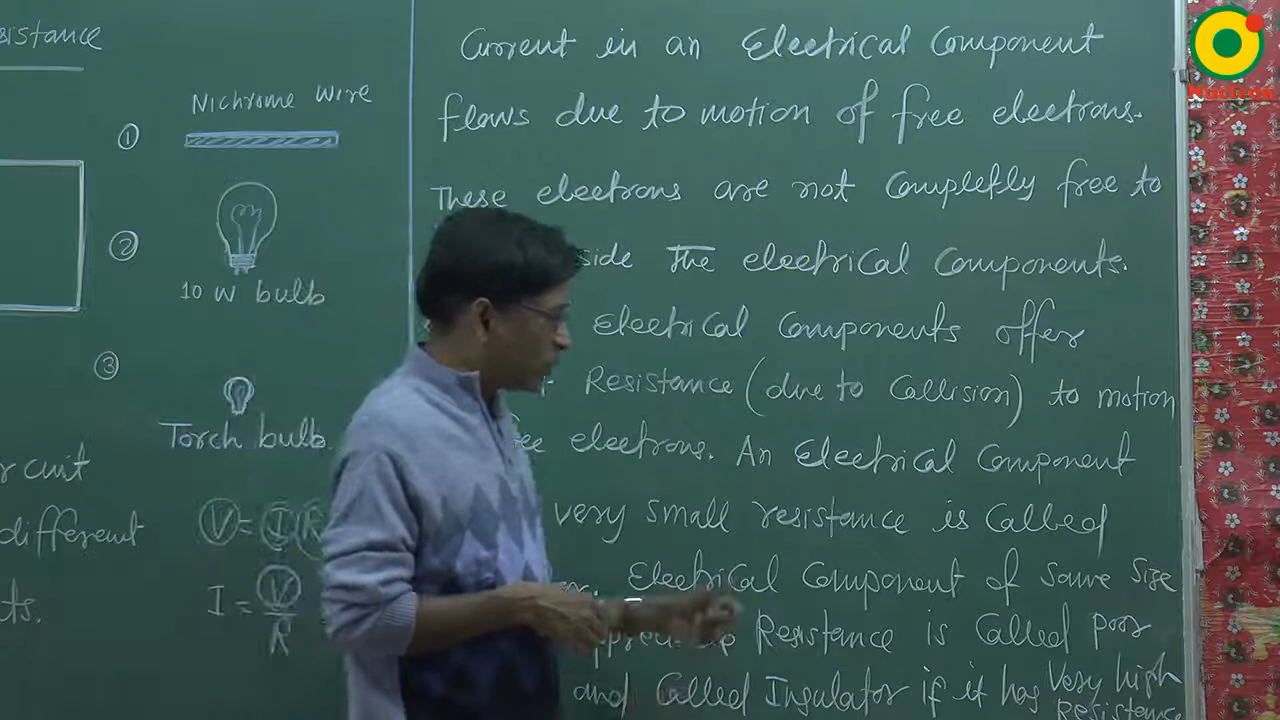 sistance
Nichrome wire
①
②
10 W bulb
③
Torch bulb.
cuit
different
ts.
V = I
I = V/R
Current in an Electrical Component
flows due to motion of free electrons.
These electrons are not Completly free to
side The electrical Components.
Electrical Components offer
Resistance (due to Collision) to motion
ee electrons. An Electrical Component
very small resistance is Called
Electrical Component of Same Size
Resistance is Called poor
and Called Insulator if it has Very high
Resistance
Nucleon